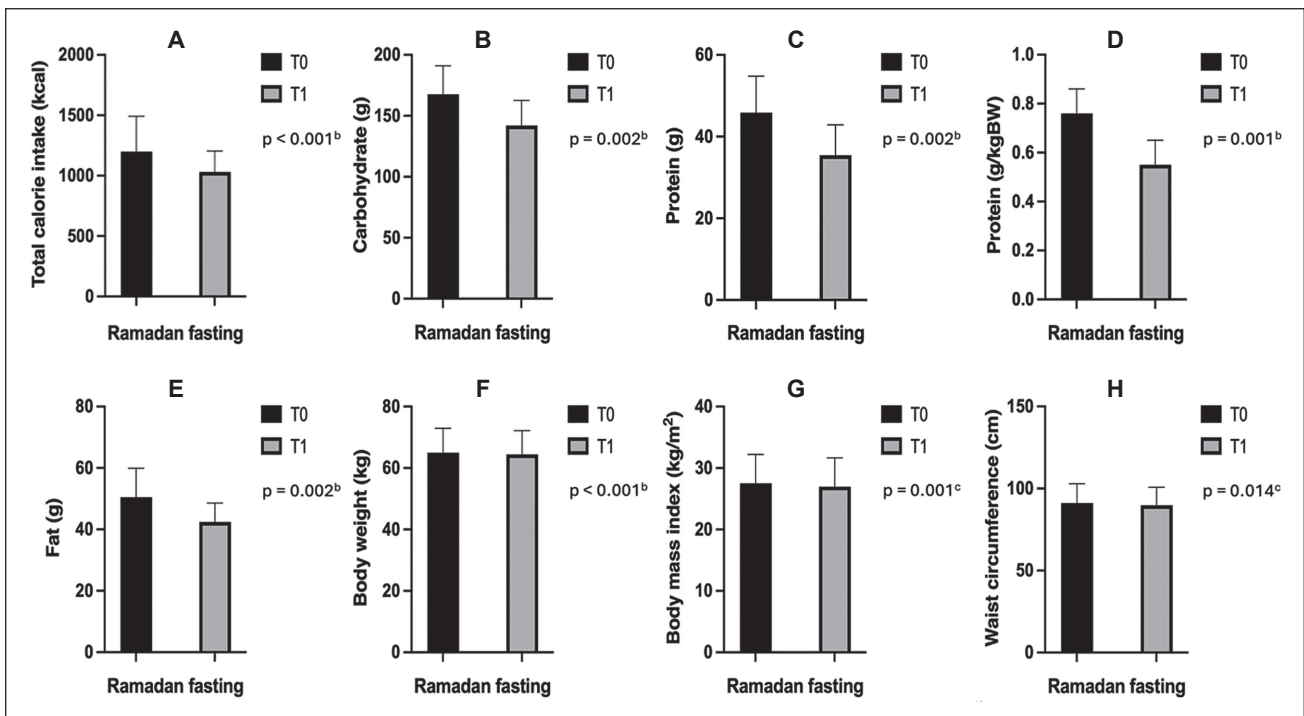 A
Total calorie intake (kcal)
2000
1500
1000
500
0
T0
T1
p < 0.001ᵇ
Ramadan fasting
B
Carbohydrate (g)
200
150
100
50
0
T0
T1
p = 0.002ᵇ
Ramadan fasting
C
Protein (g)
60
40
20
0
T0
T1
p = 0.002ᵇ
Ramadan fasting
D
Protein (g/kgBW)
1.0
0.8
0.6
0.4
0.2
0.0
T0
T1
p = 0.001ᵇ
Ramadan fasting
E
Fat (g)
80
60
40
20
0
T0
T1
p = 0.002ᵇ
Ramadan fasting
F
Body weight (kg)
80
60
40
20
0
T0
T1
p < 0.001ᵇ
Ramadan fasting
G
Body mass index (kg/m²)
40
30
20
10
0
T0
T1
p = 0.001ᶜ
Ramadan fasting
H
Waist circumference (cm)
150
100
50
0
T0
T1
p = 0.014ᶜ
Ramadan fasting